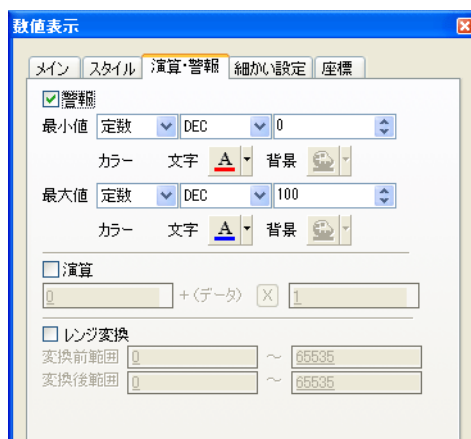 数値表示
メイン スタイル 演算・警報 細かい設定 座標
警報
最小値 定数 DEC 0
カラー 文字 A 背景
最大値 定数 DEC 100
カラー 文字 A 背景
演算
0 +(データ) X 1
レンジ変換
変換前範囲 0 ～ 65535
変換後範囲 0 ～ 65535